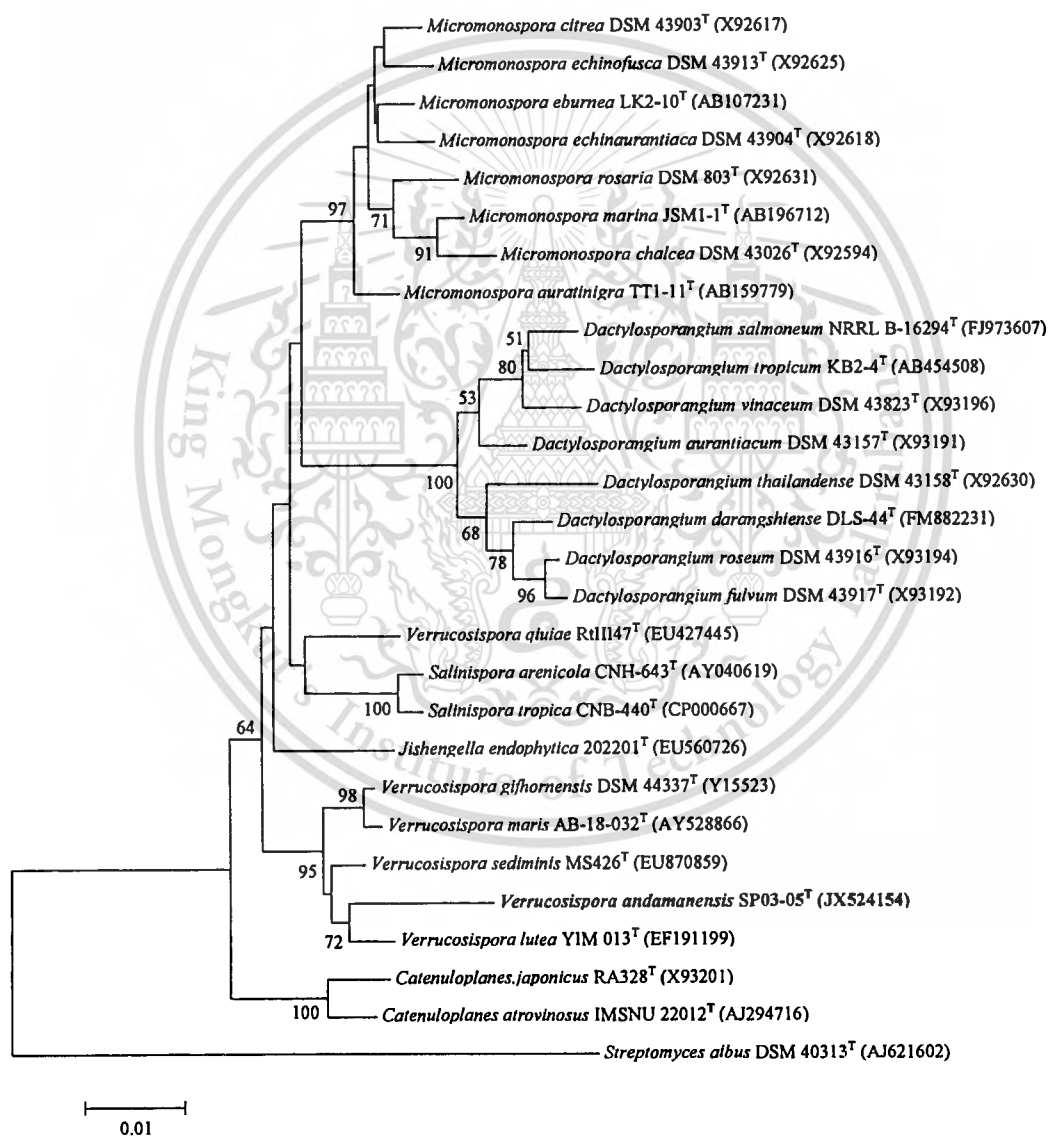 Micromonospora citrea DSM 43903T (X92617)
Micromonospora echinofusca DSM 43913T (X92625)
Micromonospora eburnea LK2-10T (AB107231)
Micromonospora echinaurantiaca DSM 43904T (X92618)
Micromonospora rosaria DSM 803T (X92631)
97
71
Micromonospora marina JSM1-1T (AB196712)
91
Micromonospora chalcea DSM 43026T (X92594)
Micromonospora auratinigra TT1-11T (AB159779)
Dactylosporangium salmoneum NRRL B-16294T (FJ973607)
51
80
Dactylosporangium tropicum KB2-4T (AB454508)
53
Dactylosporangium vinaceum DSM 43823T (X93196)
Dactylosporangium aurantiacum DSM 43157T (X93191)
100
Dactylosporangium thailandense DSM 43158T (X92630)
68
Dactylosporangium darangshiense DLS-44T (FM882231)
78
Dactylosporangium roseum DSM 43916T (X93194)
96
Dactylosporangium fulvum DSM 43917T (X93192)
Verrucosispora qiuiae RtIII47T (EU427445)
Salinispora arenicola CNH-643T (AY040619)
100
Salinispora tropica CNB-440T (CP000667)
64
Jishengella endophytica 202201T (EU560726)
Verrucosispora gifhornensis DSM 44337T (Y15523)
98
Verrucosispora maris AB-18-032T (AY528866)
95
Verrucosispora sediminis MS426T (EU870859)
Verrucosispora andamanensis SP03-05T (JX524154)
72
Verrucosispora lutea YIM 013T (EF191199)
Catenuloplanes.japonicus RA328T (X93201)
100
Catenuloplanes atrovinosus IMSNU 22012T (AJ294716)
Streptomyces albus DSM 40313T (AJ621602)
0.01
King Mongkut's Institute of Technology Ladkrabang